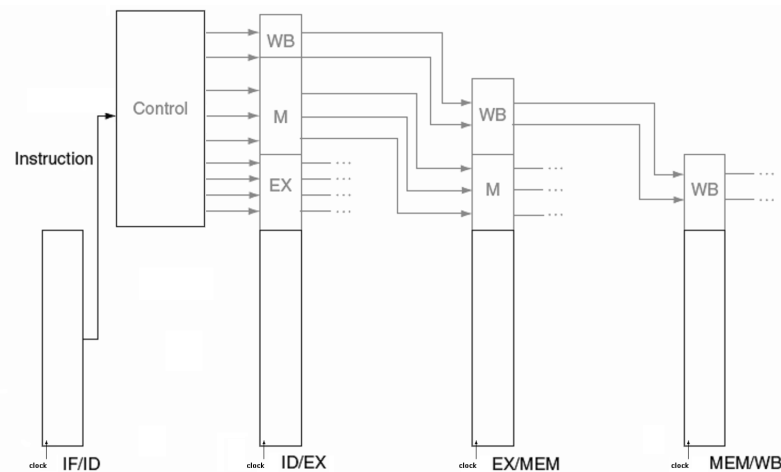 WB
Control
M
WB
Instruction
EX
...
...
...
...
M
...
...
...
WB
...
...
clock IF/ID
clock ID/EX
clock EX/MEM
clock MEM/WB